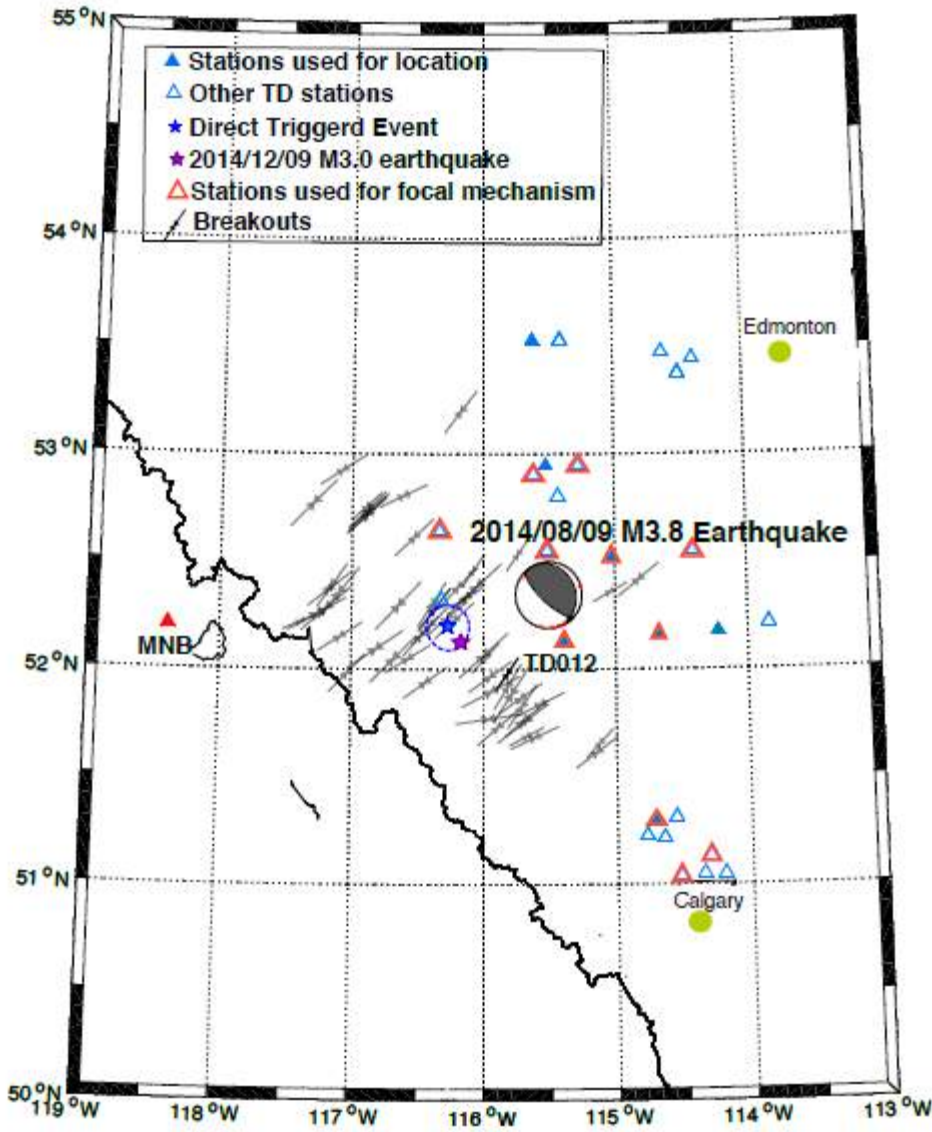 55°N
Stations used for location
Other TD stations
Direct Triggerd Event
2014/12/09 M3.0 earthquake
Stations used for focal mechanism
Breakouts
54°N
Edmonton
53°N
2014/08/09 M3.8 Earthquake
MNB
TD012
52°N
51°N
Calgary
50°N
119°W
118°W
116°W
116°W
115°W
114°W
113°W